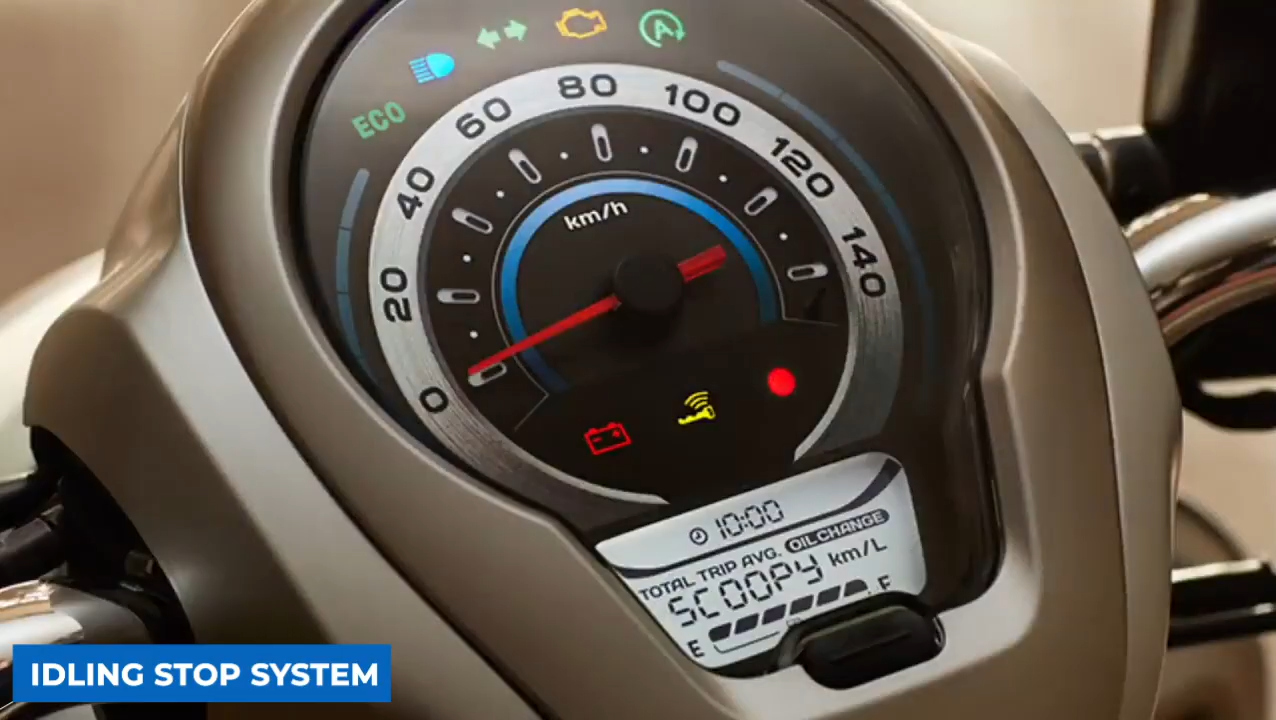 ECO
A
0
20
40
60
80
100
120
140
km/h
10:00
TOTAL TRIP AVG. OIL CHANGE
SCOOPY km/L
E F
IDLING STOP SYSTEM